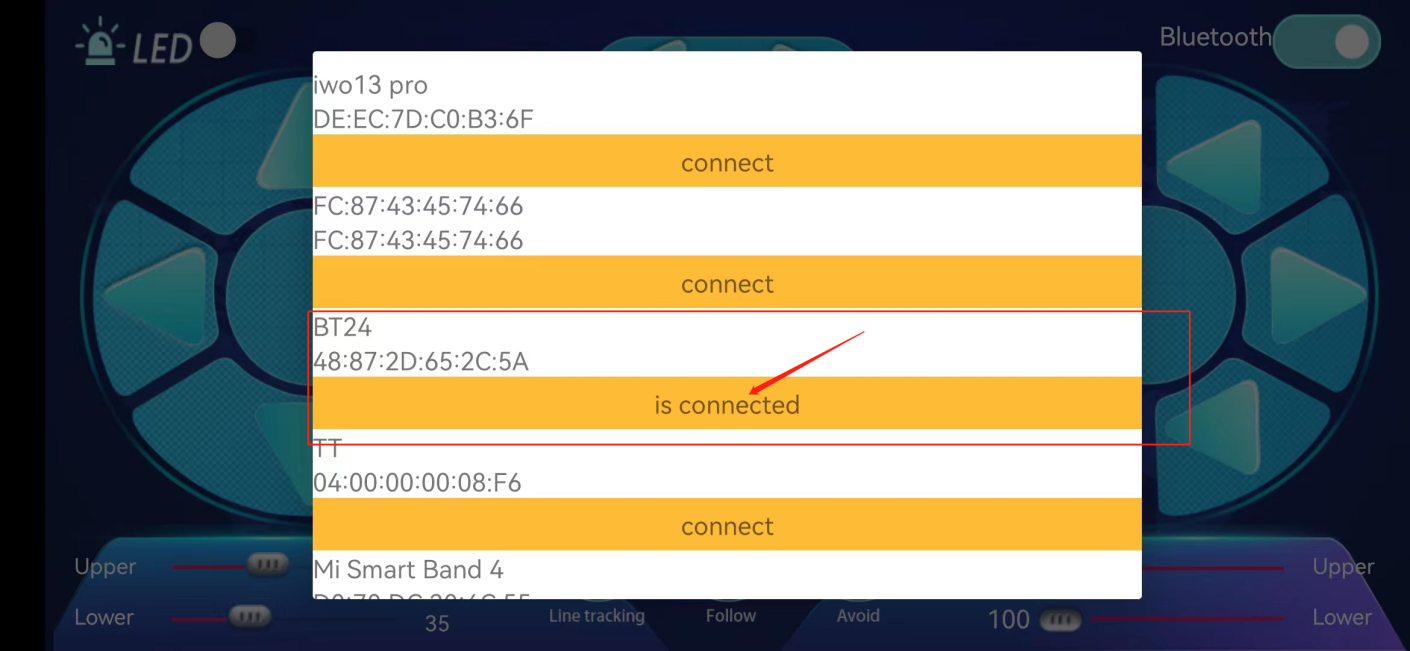 LED
Bluetooth
iwo13 pro
DE:EC:7D:C0:B3:6F
connect
FC:87:43:45:74:66
FC:87:43:45:74:66
connect
BT24
48:87:2D:65:2C:5A
is connected
TT
04:00:00:00:08:F6
connect
Mi Smart Band 4
Upper
Upper
Lower
35
Line tracking
Follow
Avoid
100
Lower